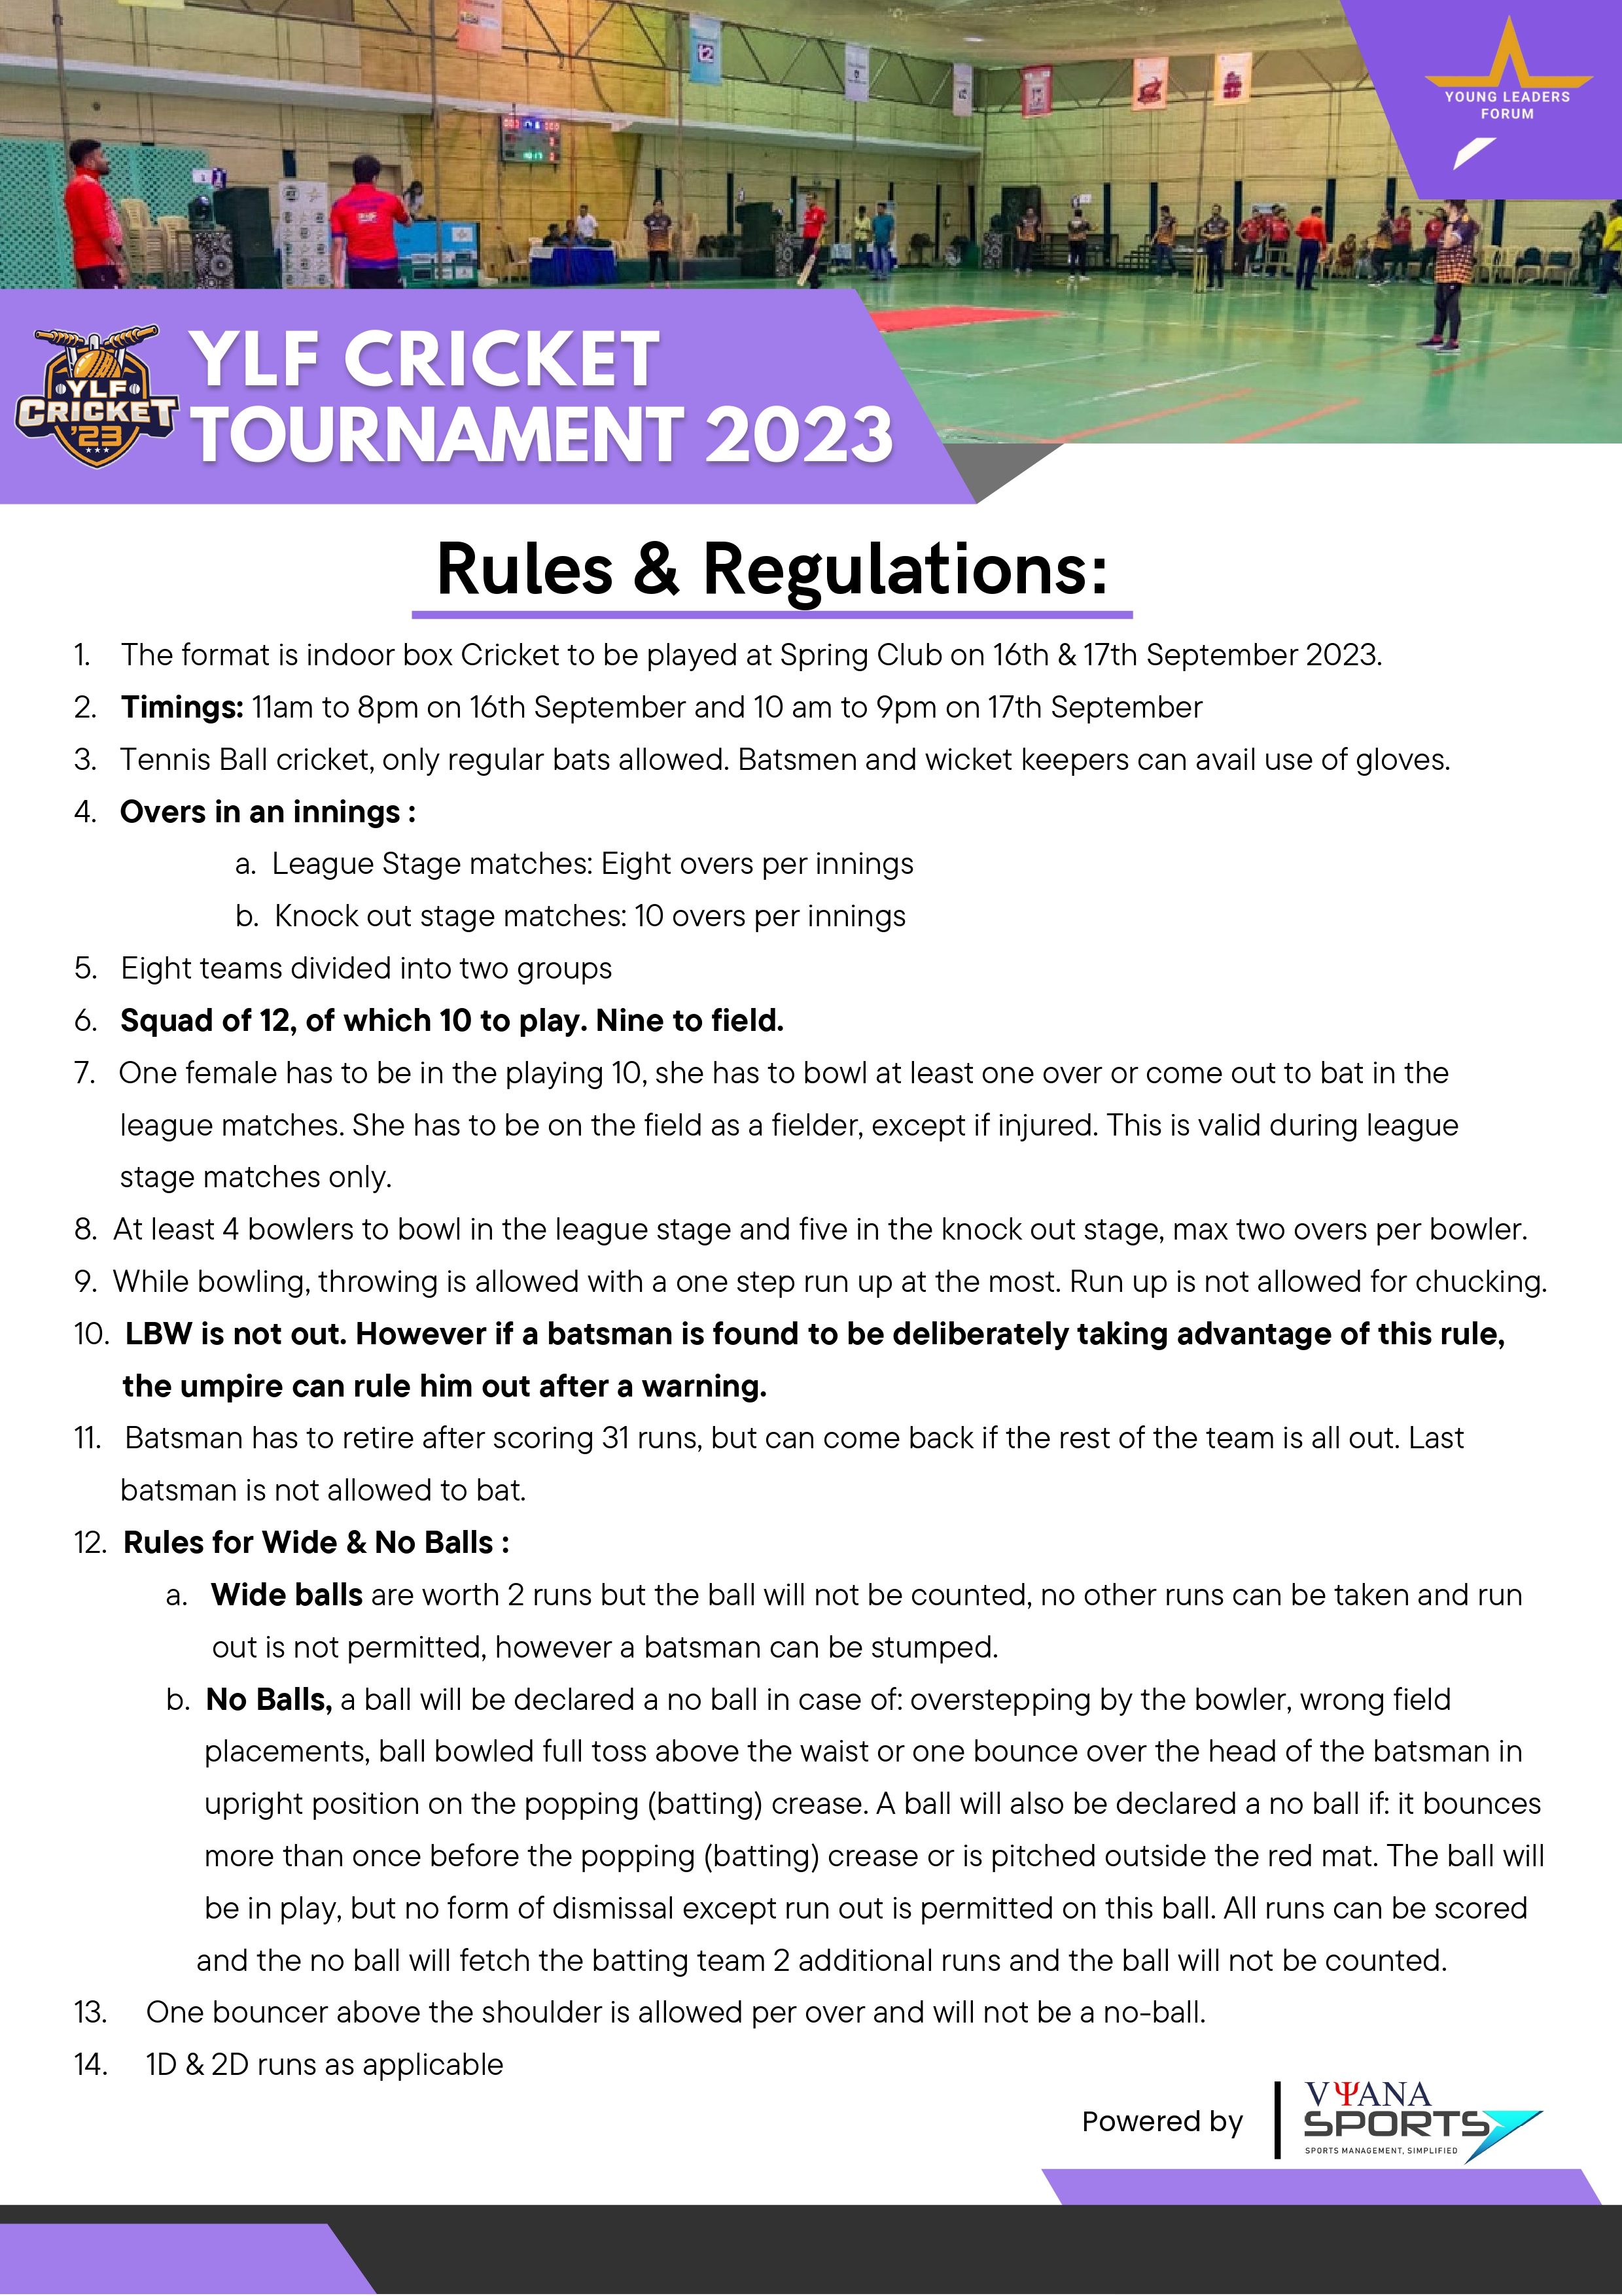 YOUNG LEADERS
FORUM
YLF CRICKET
TOURNAMENT 2023
YLF
CRICKET
'23
Rules & Regulations:
1. The format is indoor box Cricket to be played at Spring Club on 16th & 17th September 2023.
2. Timings: 11am to 8pm on 16th September and 10 am to 9pm on 17th September
3. Tennis Ball cricket, only regular bats allowed. Batsmen and wicket keepers can avail use of gloves.
4. Overs in an innings :
a. League Stage matches: Eight overs per innings
b. Knock out stage matches: 10 overs per innings
5. Eight teams divided into two groups
6. Squad of 12, of which 10 to play. Nine to field.
7. One female has to be in the playing 10, she has to bowl at least one over or come out to bat in the
league matches. She has to be on the field as a fielder, except if injured. This is valid during league
stage matches only.
8. At least 4 bowlers to bowl in the league stage and five in the knock out stage, max two overs per bowler.
9. While bowling, throwing is allowed with a one step run up at the most. Run up is not allowed for chucking.
10. LBW is not out. However if a batsman is found to be deliberately taking advantage of this rule,
the umpire can rule him out after a warning.
11. Batsman has to retire after scoring 31 runs, but can come back if the rest of the team is all out. Last
batsman is not allowed to bat.
12. Rules for Wide & No Balls :
a. Wide balls are worth 2 runs but the ball will not be counted, no other runs can be taken and run
out is not permitted, however a batsman can be stumped.
b. No Balls, a ball will be declared a no ball in case of: overstepping by the bowler, wrong field
placements, ball bowled full toss above the waist or one bounce over the head of the batsman in
upright position on the popping (batting) crease. A ball will also be declared a no ball if: it bounces
more than once before the popping (batting) crease or is pitched outside the red mat. The ball will
be in play, but no form of dismissal except run out is permitted on this ball. All runs can be scored
and the no ball will fetch the batting team 2 additional runs and the ball will not be counted.
13. One bouncer above the shoulder is allowed per over and will not be a no-ball.
14. 1D & 2D runs as applicable
Powered by
VΨANA
SPORTS
SPORTS MANAGEMENT, SIMPLIFIED